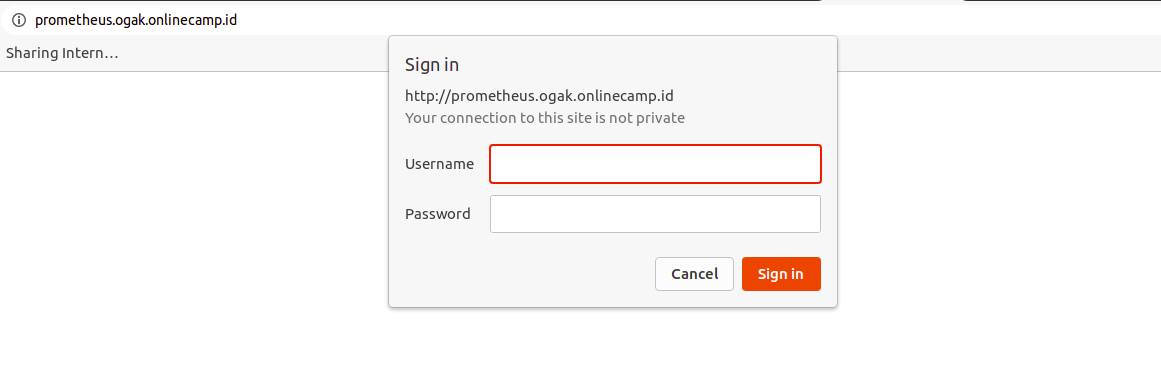 prometheus.ogak.onlinecamp.id
Sharing Intern…
Sign in
http://prometheus.ogak.onlinecamp.id
Your connection to this site is not private
Username
Password
Cancel Sign in